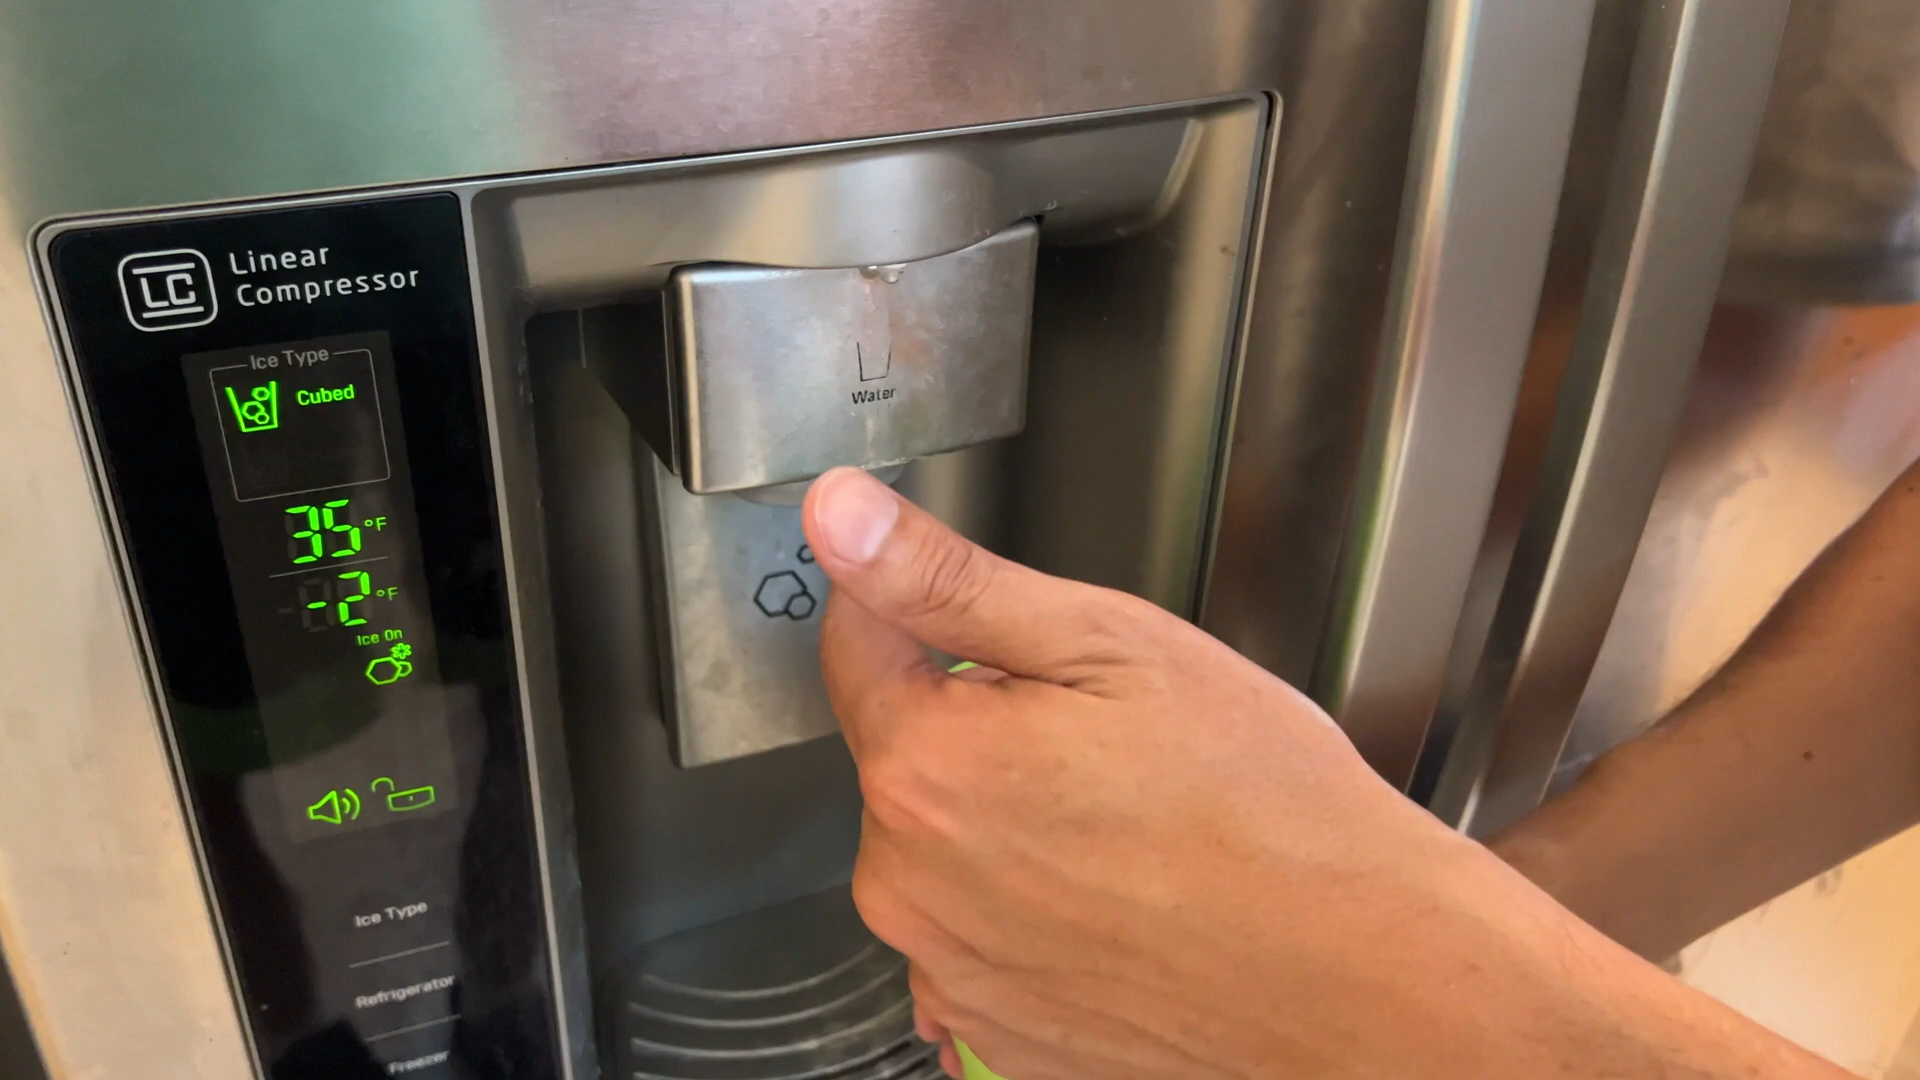 LC
Linear
Compressor
Ice Type
Cubed
35 °F
-2 °F
Ice On
Water
Ice Type
Refrigerator
Freezer